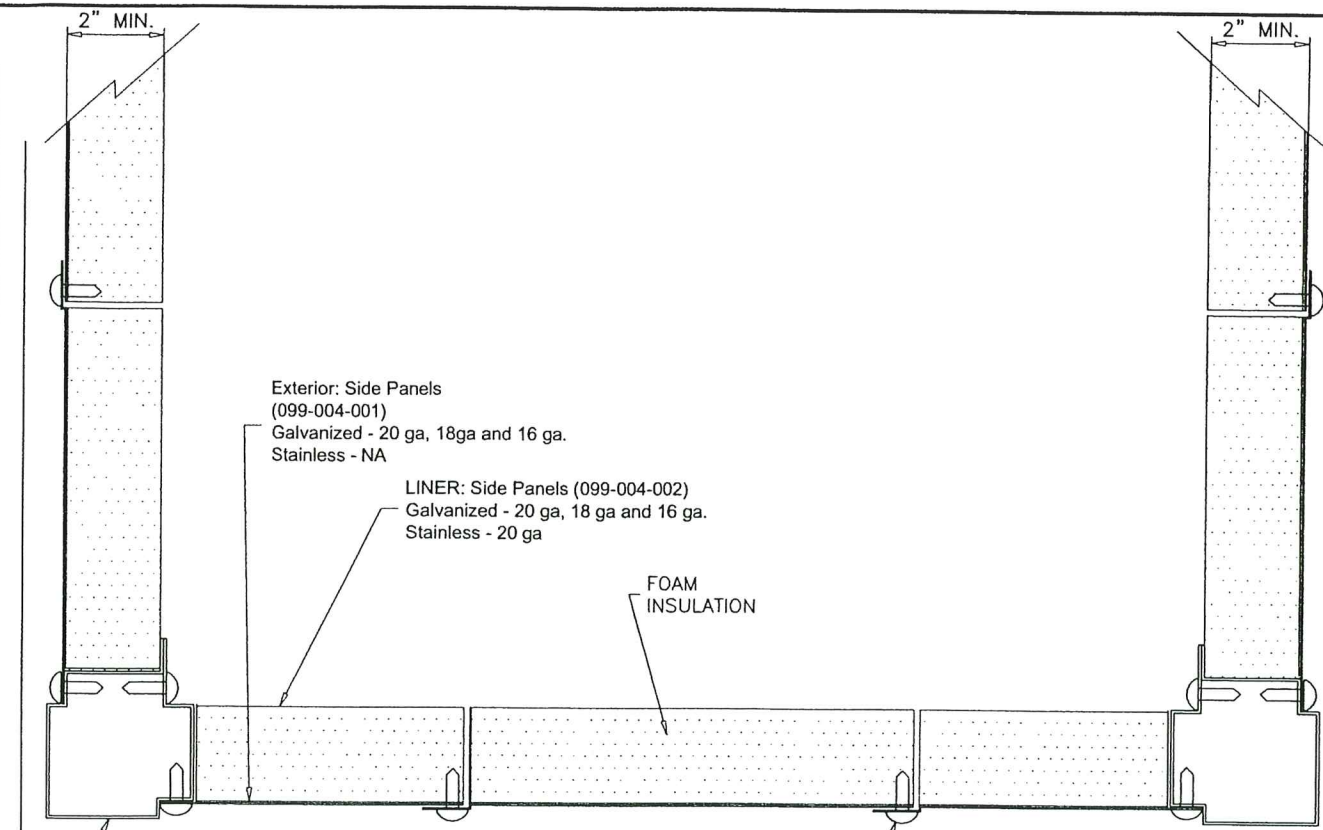 2" MIN.
2" MIN.
Exterior: Side Panels
(099-004-001)
Galvanized - 20 ga, 18ga and 16 ga.
Stainless - NA
LINER: Side Panels (099-004-002)
Galvanized - 20 ga, 18 ga and 16 ga.
Stainless - 20 ga
FOAM
INSULATION